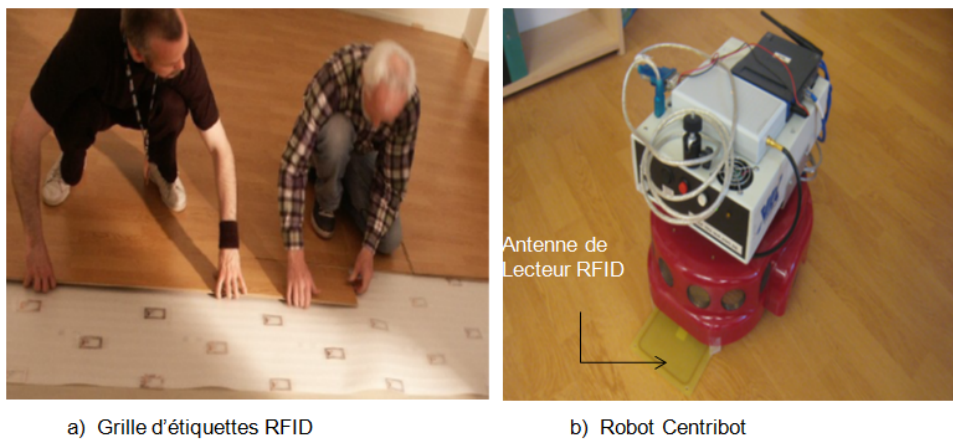 Antenne de
Lecteur RFID
a) Grille d'étiquettes RFID
b) Robot Centribot